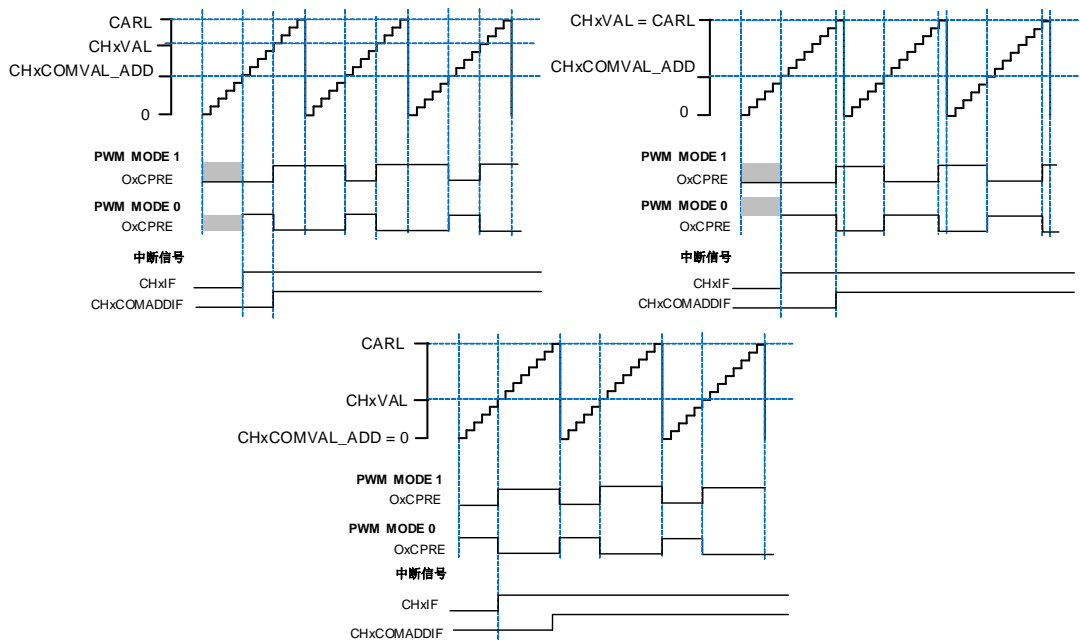 CARL
CHxVAL
CHxCOMVAL_ADD
0
PWM MODE 1
OxCPRE
PWM MODE 0
OxCPRE
中断信号
CHxIF
CHxCOMADDIF
CHxVAL = CARL
CHxCOMVAL_ADD
0
PWM MODE 1
OxCPRE
PWM MODE 0
OxCPRE
中断信号
CHxIF
CHxCOMADDIF
CARL
CHxVAL
CHxCOMVAL_ADD = 0
PWM MODE 1
OxCPRE
PWM MODE 0
OxCPRE
中断信号
CHxIF
CHxCOMADDIF